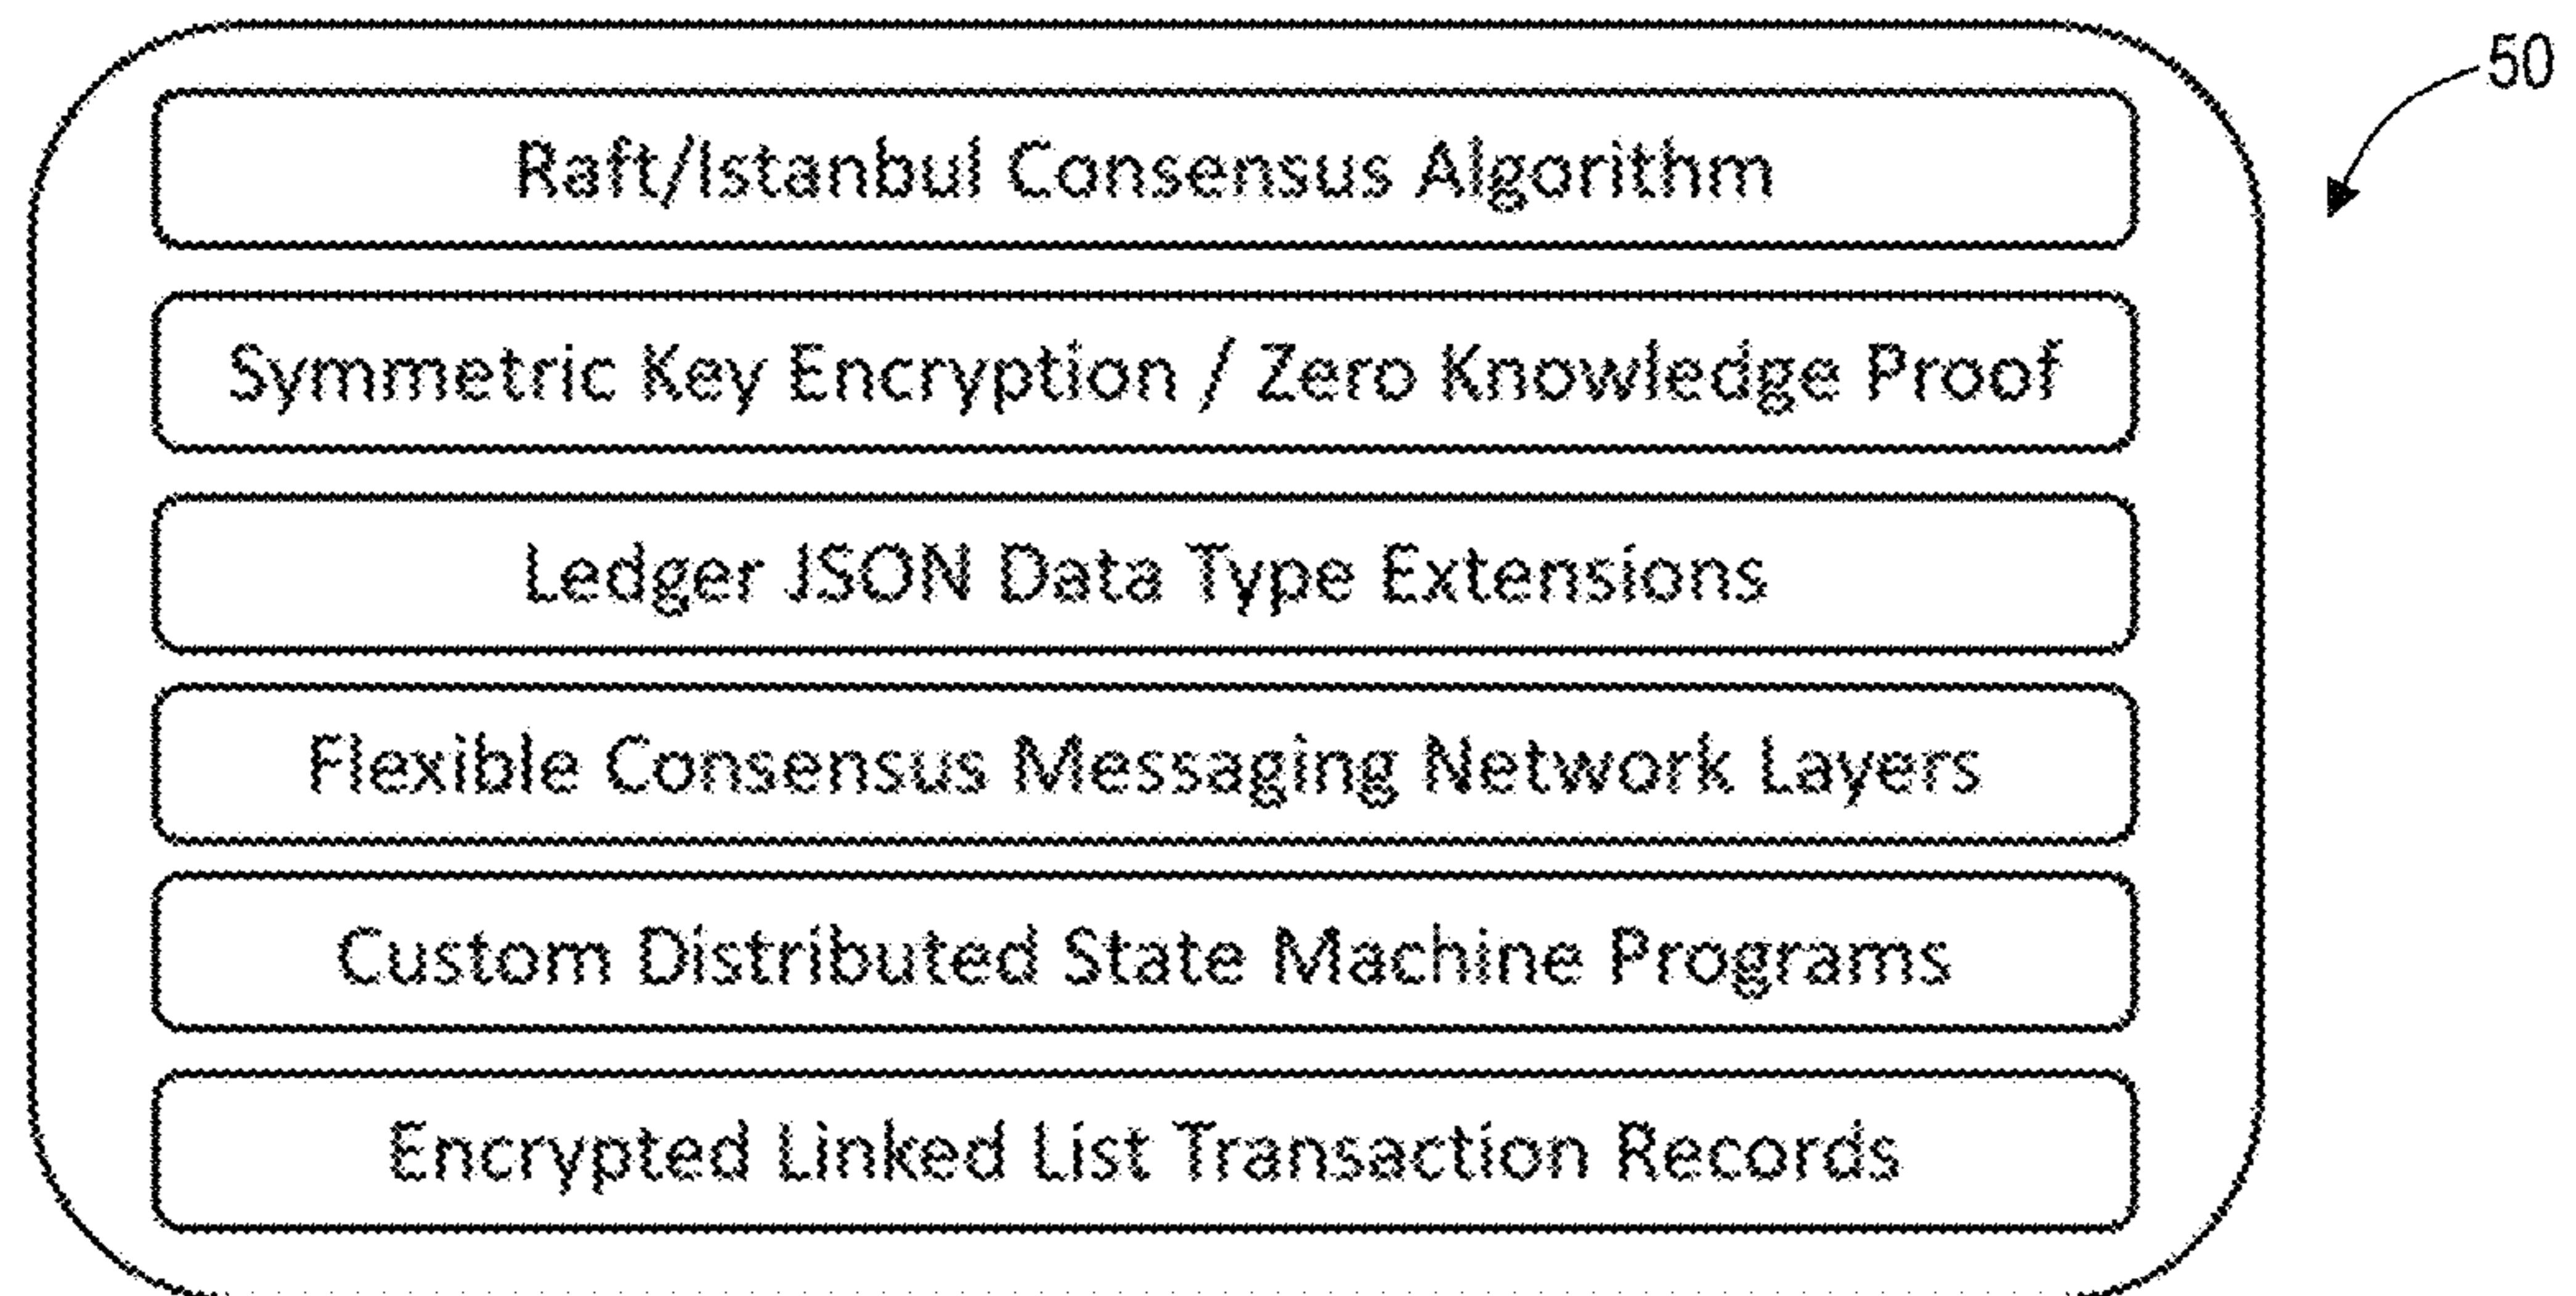 50
Raft/Istanbul Consensus Algorithm
Symmetric Key Encryption / Zero Knowledge Proof
Ledger JSON Data Type Extensions
Flexible Consensus Messaging Network Layers
Custom Distributed State Machine Programs
Encrypted Linked List Transaction Records